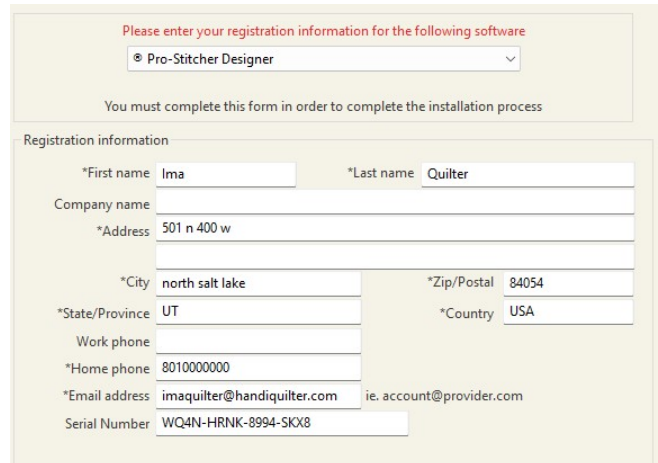 Please enter your registration information for the following software
® Pro-Stitcher Designer
You must complete this form in order to complete the installation process
Registration information
*First name Ima *Last name Quilter
Company name
*Address 501 n 400 w
*City north salt lake *Zip/Postal 84054
*State/Province UT *Country USA
Work phone
*Home phone 8010000000
*Email address imaquilter@handiquilter.com ie. account@provider.com
Serial Number WQ4N-HRNK-8994-SKX8